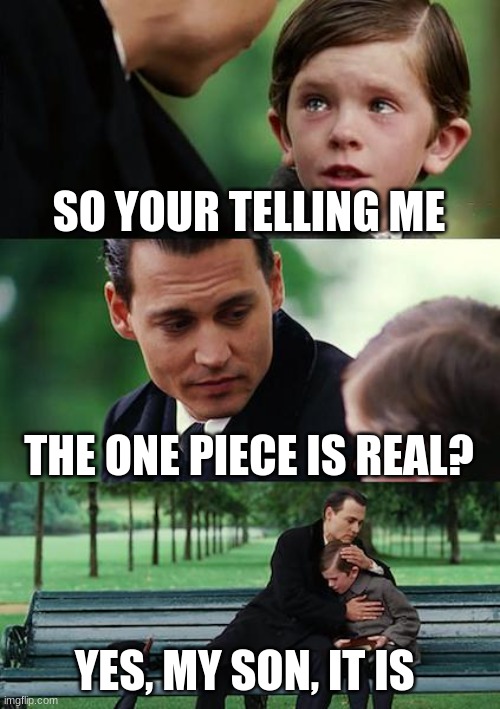 SO YOUR TELLING ME
THE ONE PIECE IS REAL?
YES, MY SON, IT IS
imgflip.com